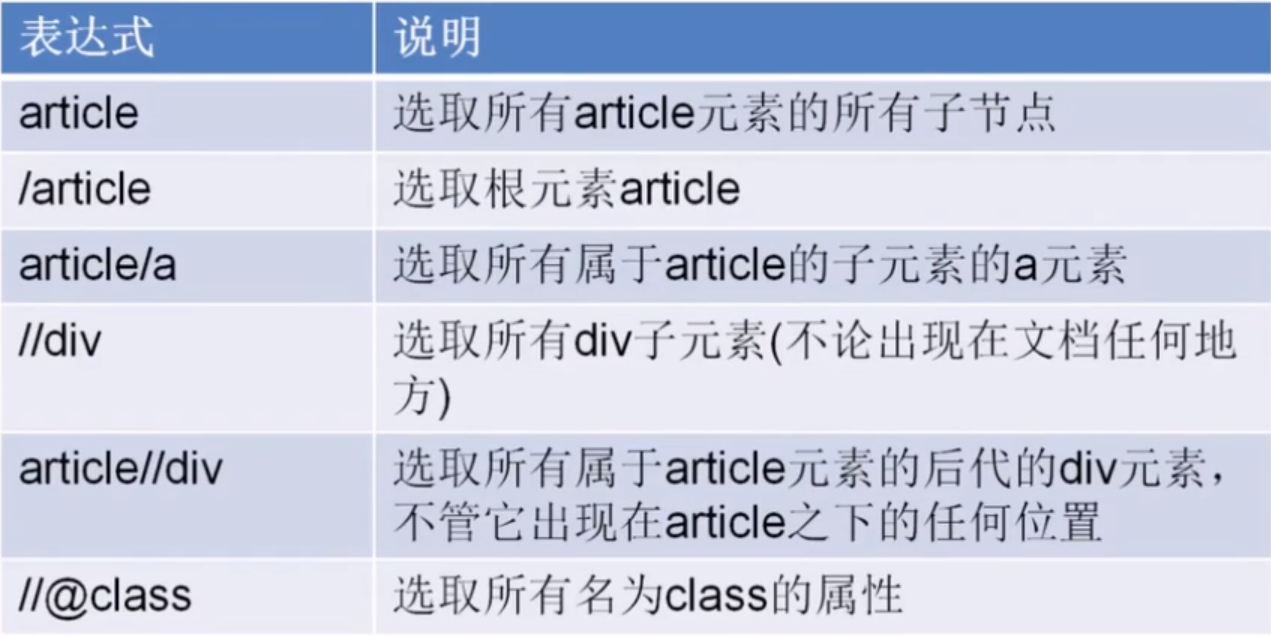 表达式 说明
article 选取所有article元素的所有子节点
/article 选取根元素article
article/a 选取所有属于article的子元素的a元素
//div 选取所有div子元素(不论出现在文档任何地
方)
article//div 选取所有属于article元素的后代的div元素，
不管它出现在article之下的任何位置
//@class 选取所有名为class的属性